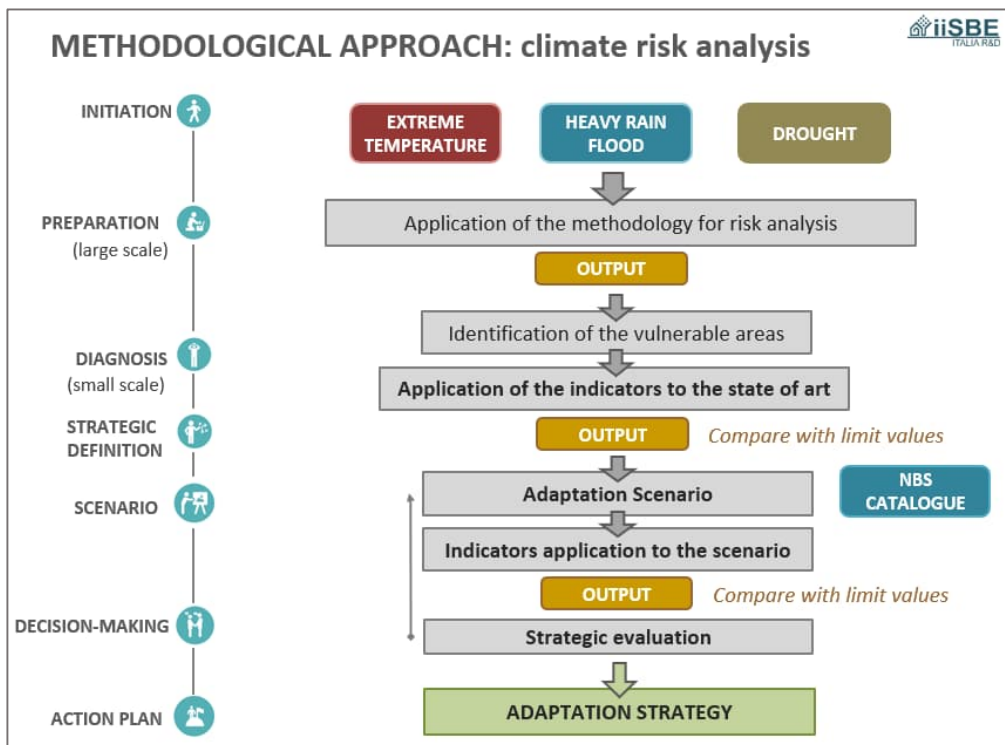 METHODOLOGICAL APPROACH: climate risk analysis
iiSBE
ITALIA R&D
INITIATION
EXTREME
TEMPERATURE
HEAVY RAIN
FLOOD
DROUGHT
PREPARATION
(large scale)
Application of the methodology for risk analysis
OUTPUT
Identification of the vulnerable areas
DIAGNOSIS
(small scale)
Application of the indicators to the state of art
STRATEGIC
DEFINITION
OUTPUT
Compare with limit values
SCENARIO
Adaptation Scenario
NBS
CATALOGUE
Indicators application to the scenario
OUTPUT
Compare with limit values
DECISION-MAKING
Strategic evaluation
ACTION PLAN
ADAPTATION STRATEGY